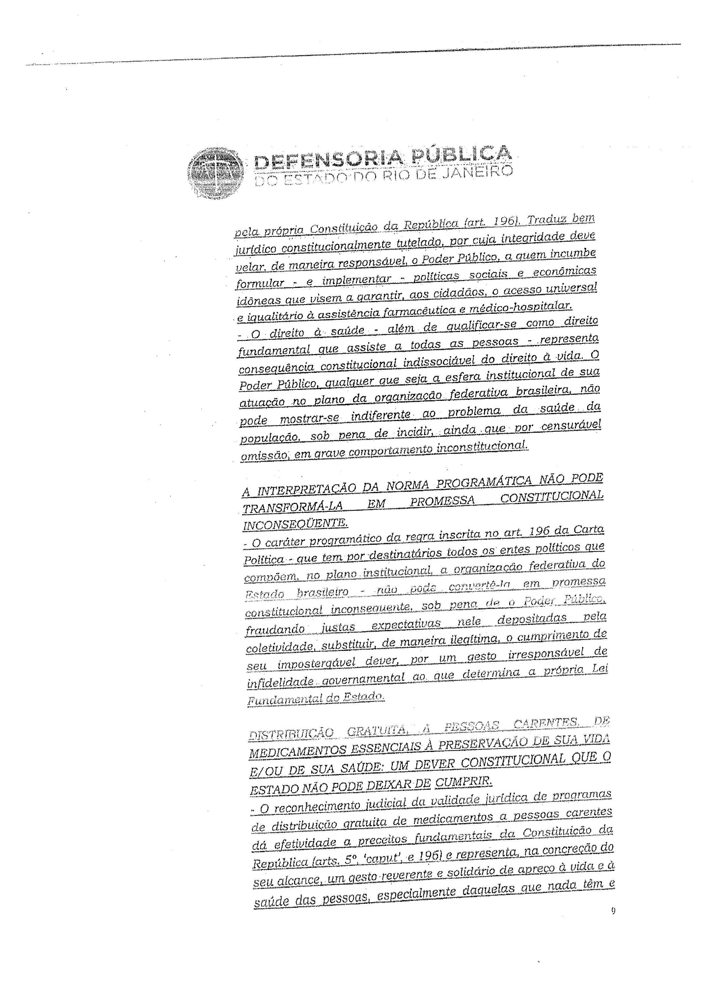 DEFENSORIA PÚBLICA
DO ESTADO DO RIO DE JANEIRO
pela própria Constituição da República (art. 196). Traduz bem
jurídico constitucionalmente tutelado, por cuja integridade deve
velar, de maneira responsável, o Poder Público, a quem incumbe
formular - e implementar - políticas sociais e econômicas
idôneas que visem a garantir, aos cidadãos, o acesso universal
e igualitário à assistência farmacêutica e médico-hospitalar.
- O direito à saúde - além de qualificar-se como direito
fundamental que assiste a todas as pessoas - representa
consequência constitucional indissociável do direito à vida. O
Poder Público, qualquer que seja a esfera institucional de sua
atuação no plano da organização federativa brasileira, não
pode mostrar-se indiferente ao problema da saúde da
população, sob pena de incidir, ainda que por censurável
omissão, em grave comportamento inconstitucional.
A INTERPRETAÇÃO DA NORMA PROGRAMÁTICA NÃO PODE
TRANSFORMÁ-LA EM PROMESSA CONSTITUCIONAL
INCONSEQÜENTE.
- O caráter programático da regra inscrita no art. 196 da Carta
Política - que tem por destinatários todos os entes políticos que
compõem, no plano institucional, a organização federativa do
Estado brasileiro - não pode convertê-la em promessa
constitucional inconsequente, sob pena de o Poder Público,
fraudando justas expectativas nele depositadas pela
coletividade, substituir, de maneira ilegítima, o cumprimento de
seu impostergável dever, por um gesto irresponsável de
infidelidade governamental ao que determina a própria Lei
Fundamental do Estado.
DISTRIBUIÇÃO GRATUITA, A PESSOAS CARENTES, DE
MEDICAMENTOS ESSENCIAIS À PRESERVAÇÃO DE SUA VIDA
E/OU DE SUA SAÚDE: UM DEVER CONSTITUCIONAL QUE O
ESTADO NÃO PODE DEIXAR DE CUMPRIR.
- O reconhecimento judicial da validade jurídica de programas
de distribuição gratuita de medicamentos a pessoas carentes
dá efetividade a preceitos fundamentais da Constituição da
República (arts. 5º, 'caput', e 196) e representa, na concreção do
seu alcance, um gesto reverente e solidário de apreço à vida e à
saúde das pessoas, especialmente daquelas que nada têm e
9